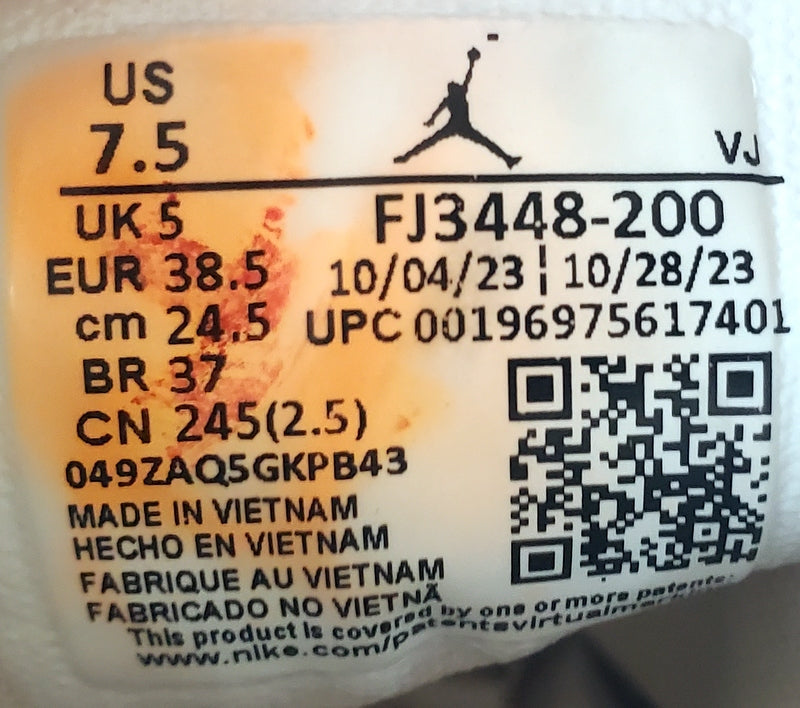 US
7.5
VJ
UK 5
FJ3448-200
EUR 38.5
10/04/23 ¦ 10/28/23
cm 24.5
UPC 00196975617401
BR 37
CN 245(2.5)
049ZAQ5GKPB43
MADE IN VIETNAM
HECHO EN VIETNAM
FABRIQUE AU VIETNAM
FABRICADO NO VIETNÃ
This product is covered by one or more patents:
www.nike.com/patentsvirtualmarking